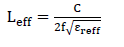 L_eff = C / (2f√ε_reff)